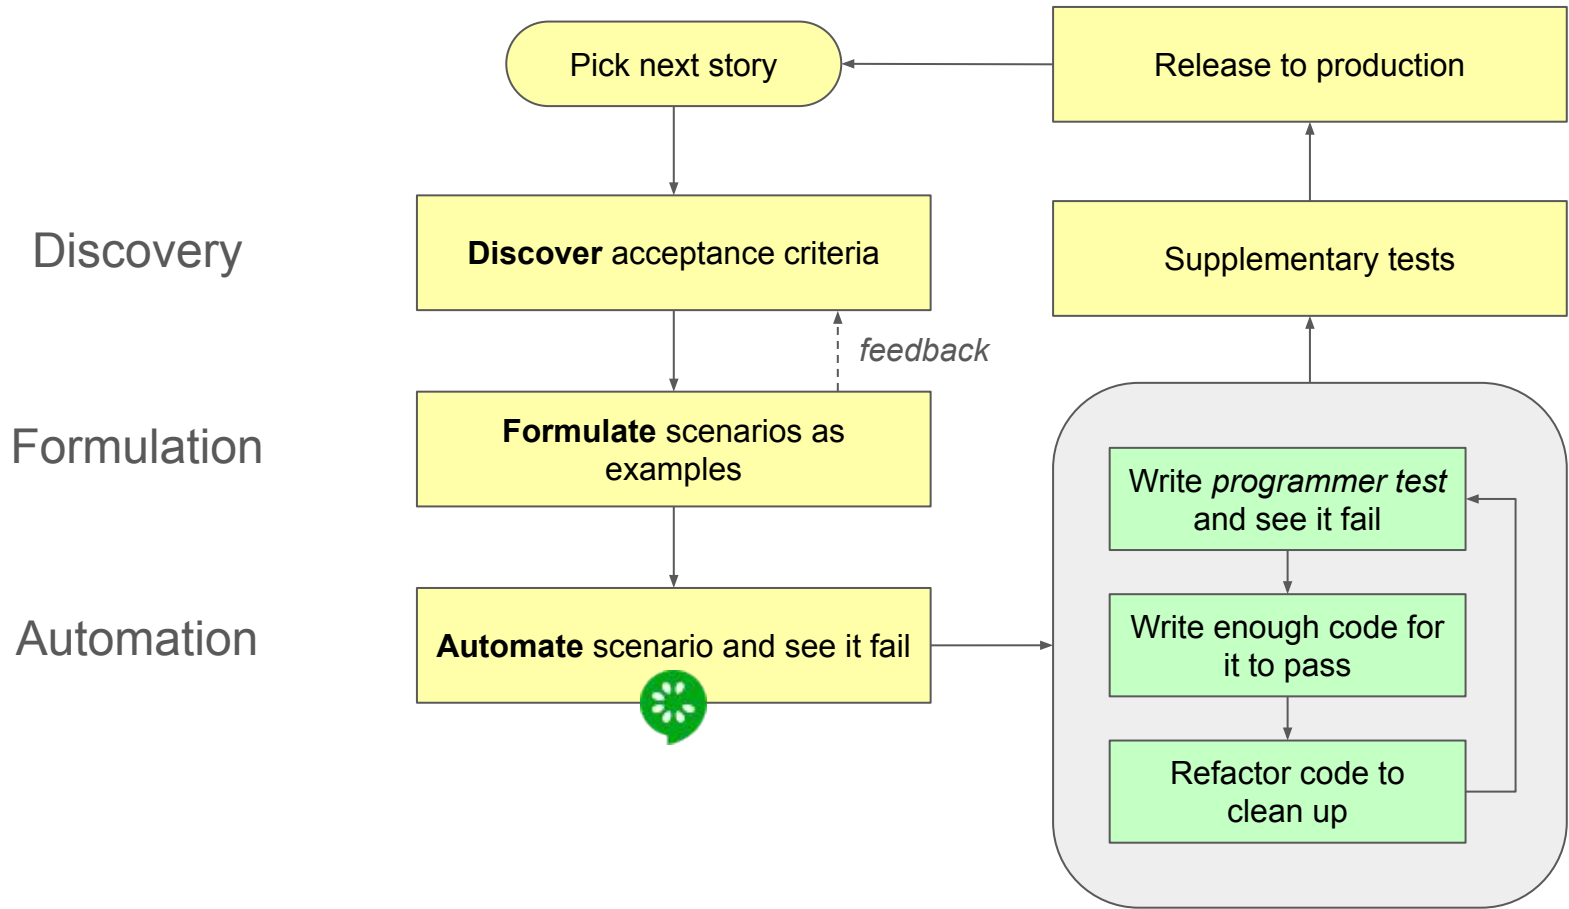 Pick next story
Release to production
Discovery
Discover acceptance criteria
Supplementary tests
feedback
Formulation
Formulate scenarios as
examples
Automation
Automate scenario and see it fail
Write programmer test
and see it fail
Write enough code for
it to pass
Refactor code to
clean up